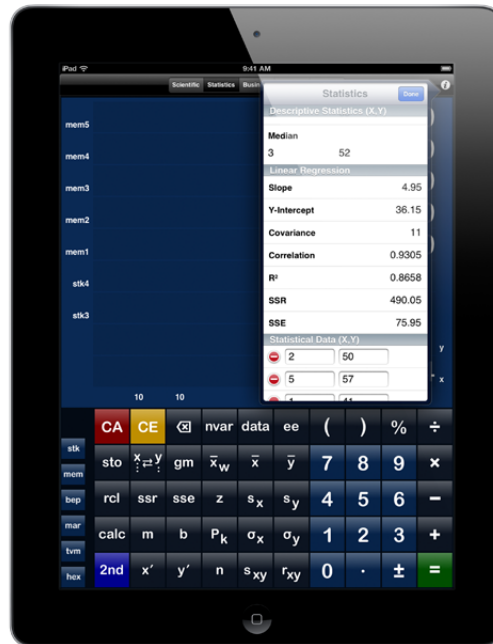 iPad 9:41 AM
Scientific Statistics Busin
Statistics Done
Descriptive Statistics (X,Y)
Median
3 52
Linear Regression
Slope 4.95
Y-Intercept 36.15
Covariance 11
Correlation 0.9305
R² 0.8658
SSR 490.05
SSE 75.95
Statistical Data (X,Y)
2 50
5 57
1 41
mem5
mem4
mem3
mem2
mem1
stk4
stk3
y
x
10 10
CA CE ⌫ nvar data ee ( ) % ÷
stk
mem
bep
mar
tvm
hex
sto x⇄y gm x̄w x̄ ȳ 7 8 9 ×
rcl ssr sse z sx sy 4 5 6 −
calc m b Pk σx σy 1 2 3 +
2nd x′ y′ n sxy rxy 0 · ± =